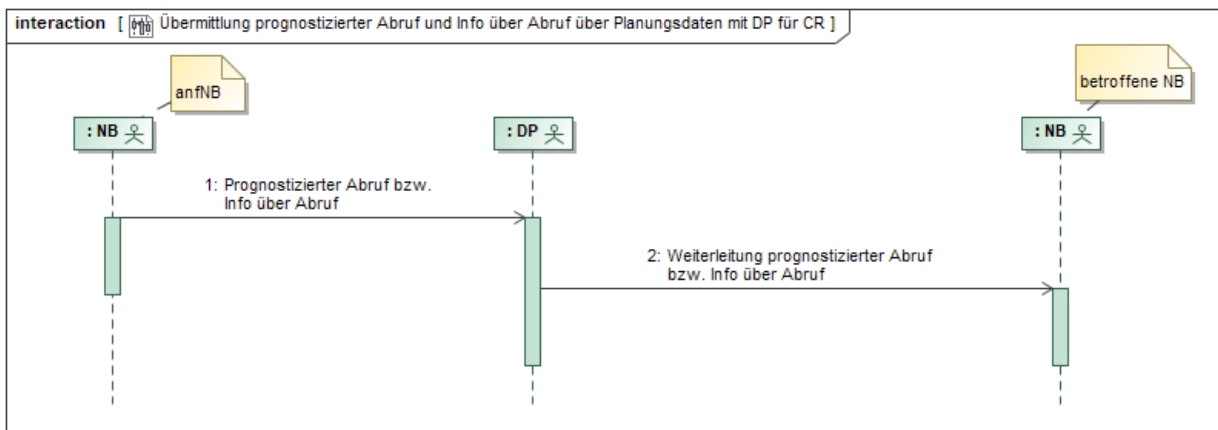 interaction [ Übermittlung prognostizierter Abruf und Info über Abruf über Planungsdaten mit DP für CR ]
anfNB
betroffene NB
: NB
: DP
: NB
1: Prognostizierter Abruf bzw.
Info über Abruf
2: Weiterleitung prognostizierter Abruf
bzw. Info über Abruf